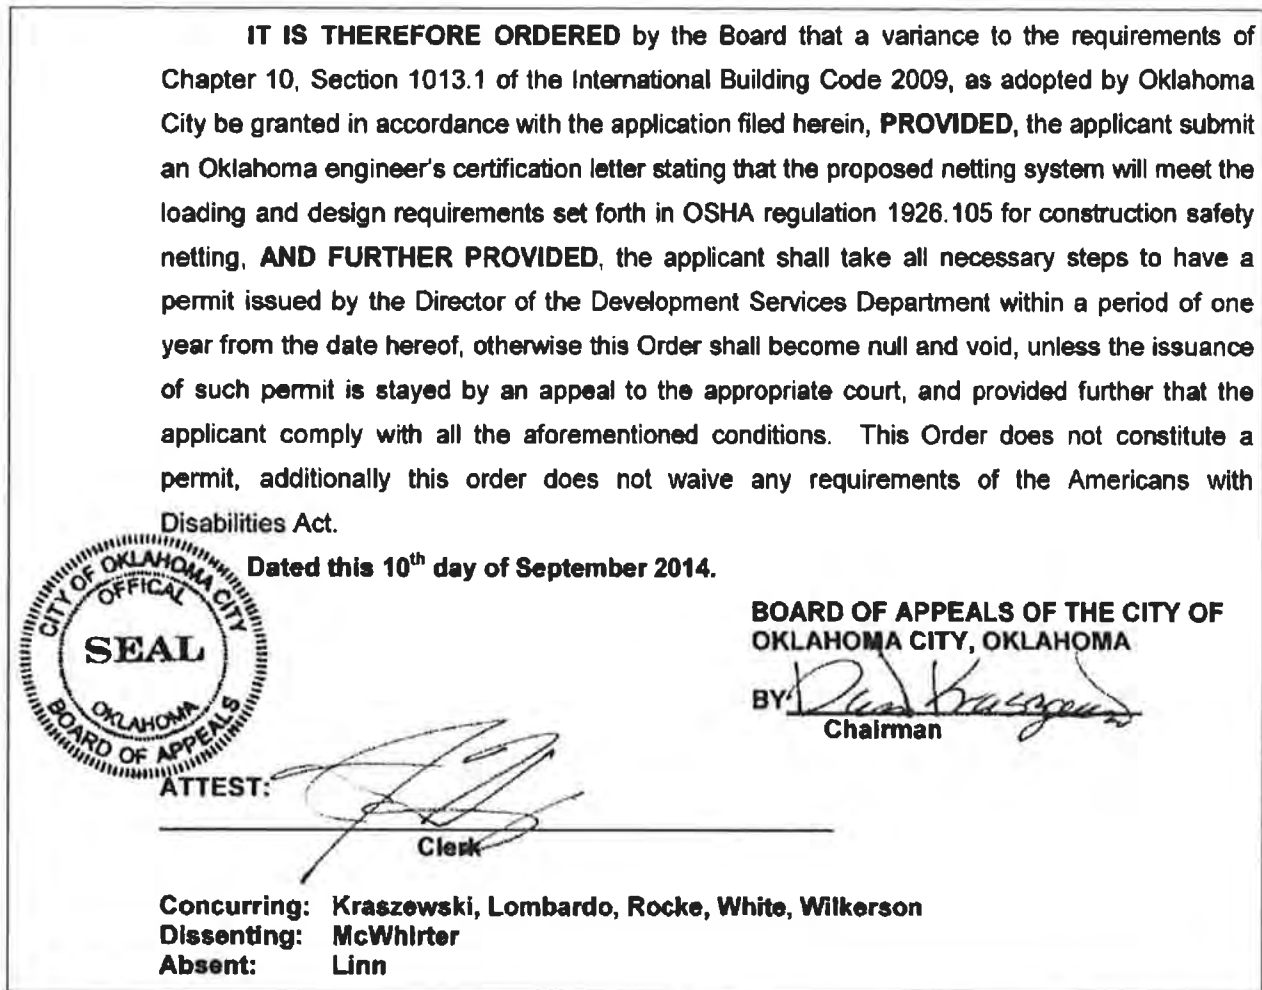 IT IS THEREFORE ORDERED by the Board that a variance to the requirements of
Chapter 10, Section 1013.1 of the International Building Code 2009, as adopted by Oklahoma
City be granted in accordance with the application filed herein, PROVIDED, the applicant submit
an Oklahoma engineer's certification letter stating that the proposed netting system will meet the
loading and design requirements set forth in OSHA regulation 1926.105 for construction safety
netting, AND FURTHER PROVIDED, the applicant shall take all necessary steps to have a
permit issued by the Director of the Development Services Department within a period of one
year from the date hereof, otherwise this Order shall become null and void, unless the issuance
of such permit is stayed by an appeal to the appropriate court, and provided further that the
applicant comply with all the aforementioned conditions. This Order does not constitute a
permit, additionally this order does not waive any requirements of the Americans with
Disabilities Act.
Dated this 10th day of September 2014.
CITY OF OKLAHOMA CITY
OFFICAL
SEAL
OKLAHOMA
BOARD OF APPEALS
BOARD OF APPEALS OF THE CITY OF
OKLAHOMA CITY, OKLAHOMA
BY
Chairman
ATTEST:
Clerk
Concurring: Kraszewski, Lombardo, Rocke, White, Wilkerson
Dissenting: McWhirter
Absent: Linn